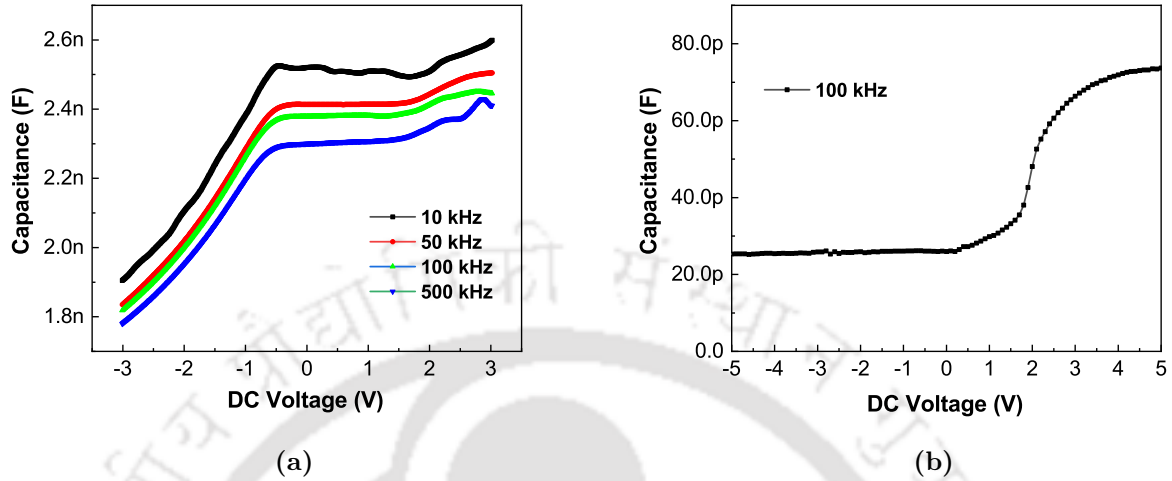 2.6n
2.4n
2.2n
2.0n
1.8n
Capacitance (F)
10 kHz
50 kHz
100 kHz
500 kHz
-3 -2 -1 0 1 2 3
DC Voltage (V)
(a)
80.0p
60.0p
40.0p
20.0p
0.0
Capacitance (F)
100 kHz
-5 -4 -3 -2 -1 0 1 2 3 4 5
DC Voltage (V)
(b)